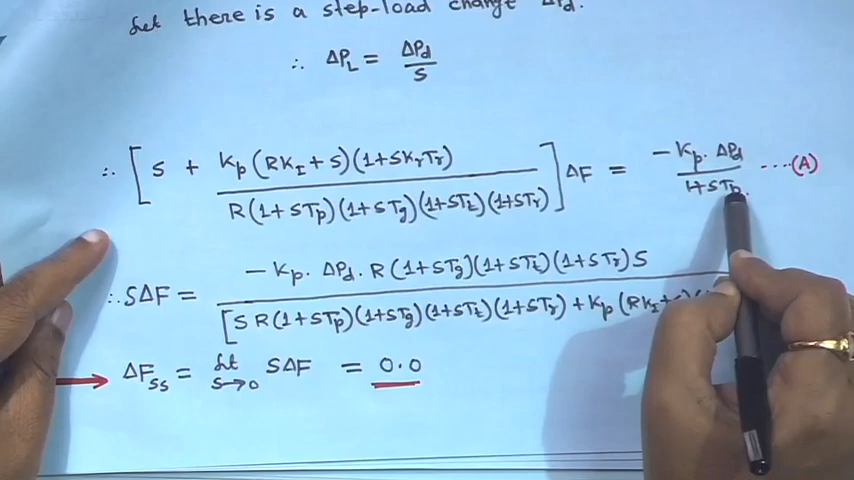 Let there is a step-load change ΔPd.
∴ ΔPL = ΔPd / S
∴ [ S + Kp(RKI+S)(1+SKrTr) / R(1+STp)(1+STg)(1+STt)(1+STr) ] ΔF = -Kp. ΔPd / 1+STp ....(A)
∴ SΔF = -Kp. ΔPd. R(1+STg)(1+STt)(1+STr)S / [SR(1+STp)(1+STg)(1+STt)(1+STr) + Kp(RKI+S)
ΔFss = Lt S→0 SΔF = 0.0